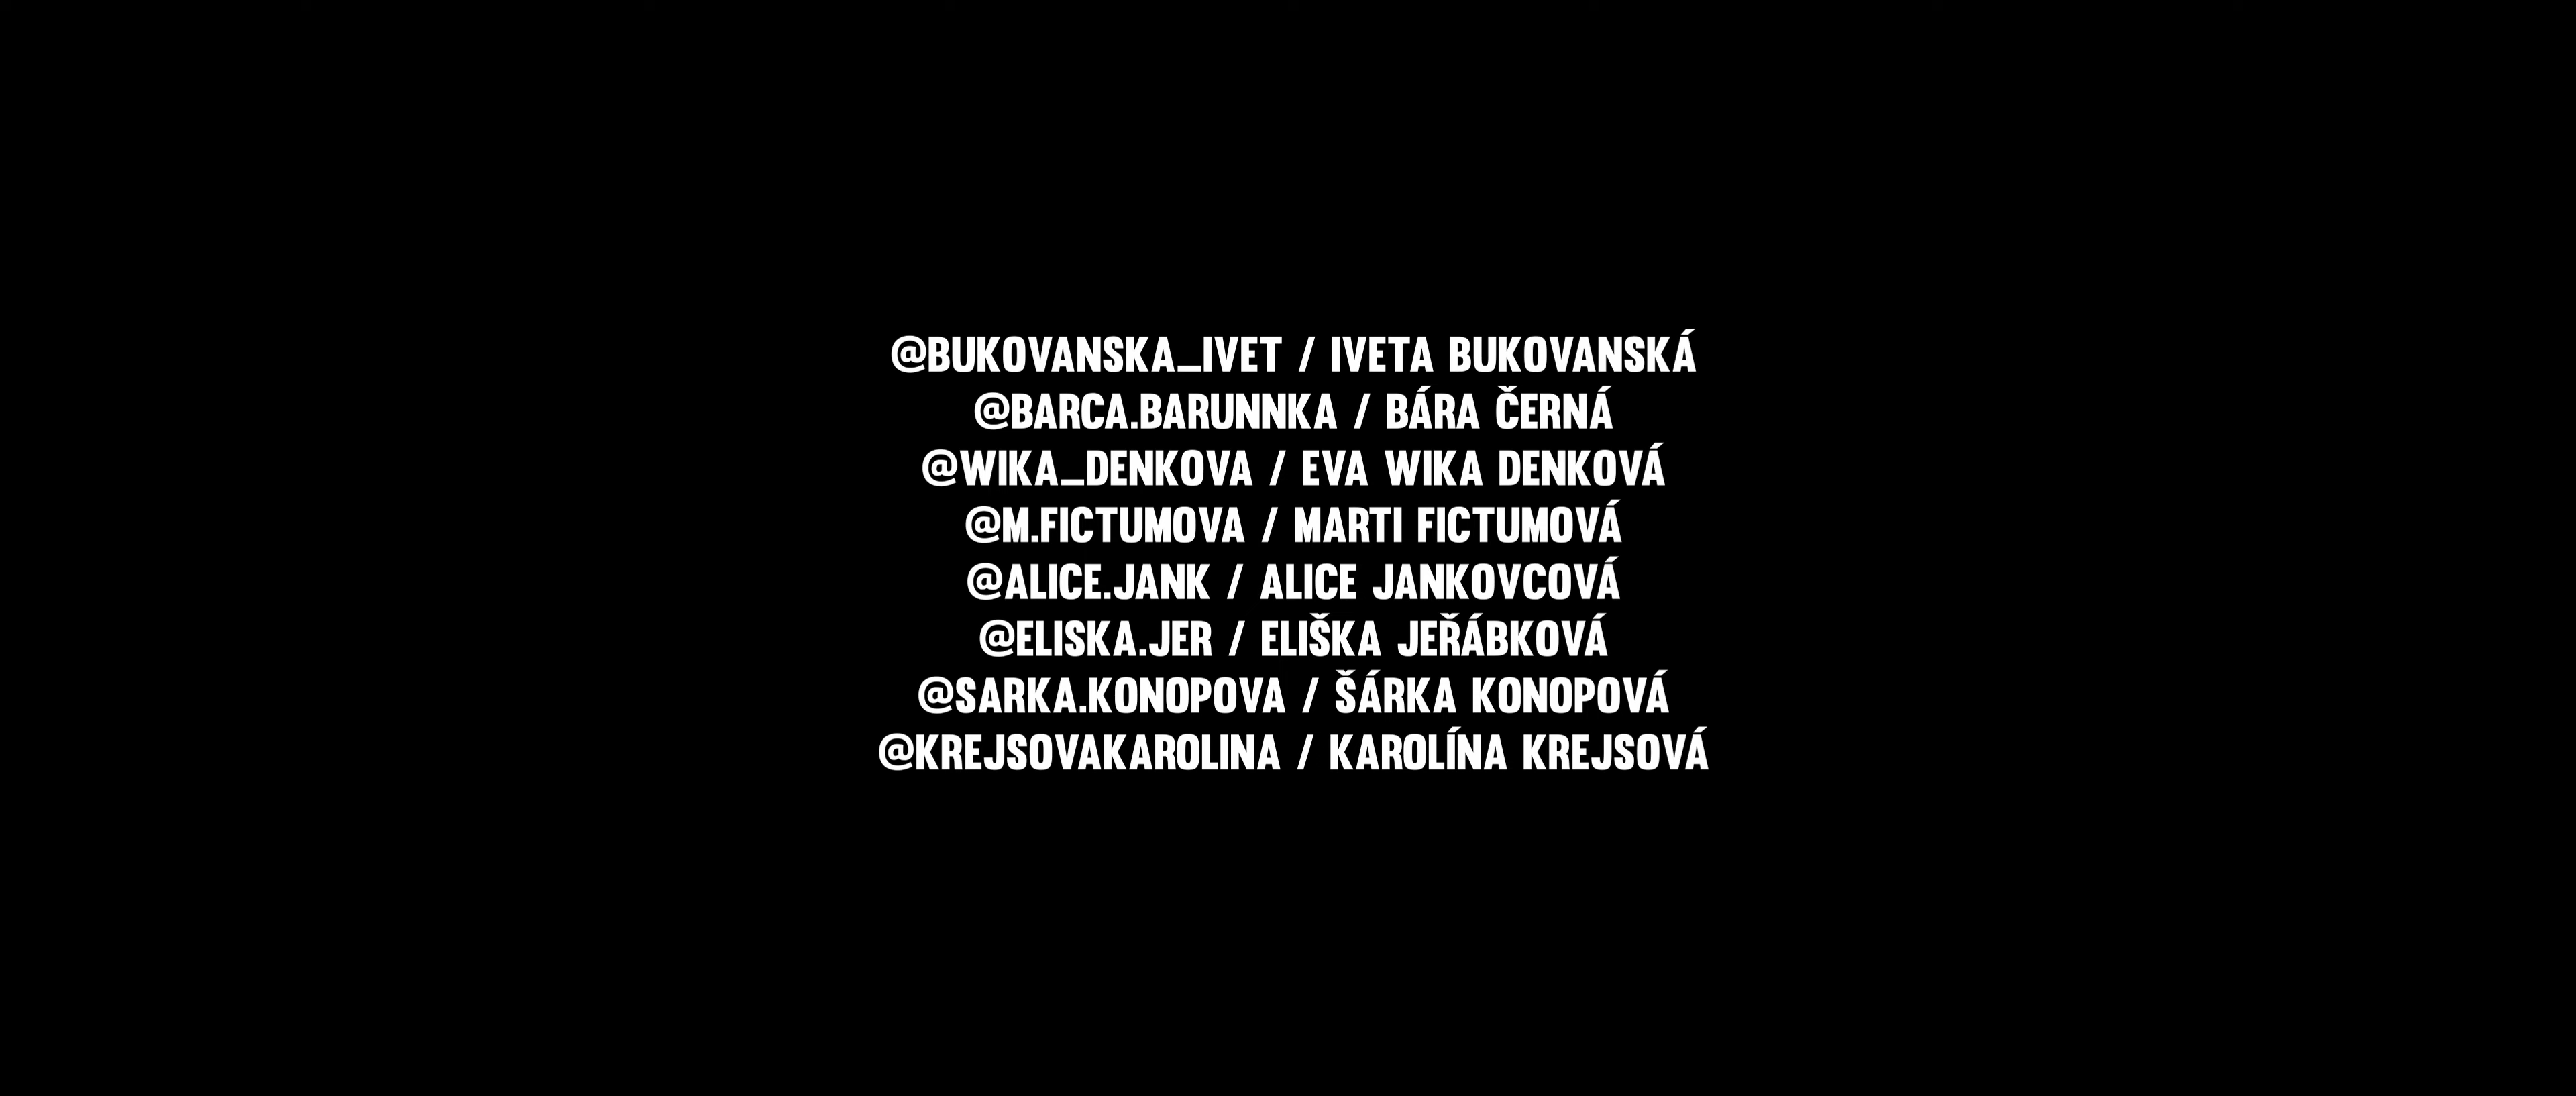 @BUKOVANSKA_IVET / IVETA BUKOVANSKÁ
@BARCA.BARUNNKA / BÁRA ČERNÁ
@WIKA_DENKOVA / EVA WIKA DENKOVÁ
@M.FICTUMOVA / MARTI FICTUMOVÁ
@ALICE.JANK / ALICE JANKOVCOVÁ
@ELISKA.JER / ELIŠKA JEŘÁBKOVÁ
@SARKA.KONOPOVA / ŠÁRKA KONOPOVÁ
@KREJSOVAKAROLINA / KAROLÍNA KREJSOVÁ